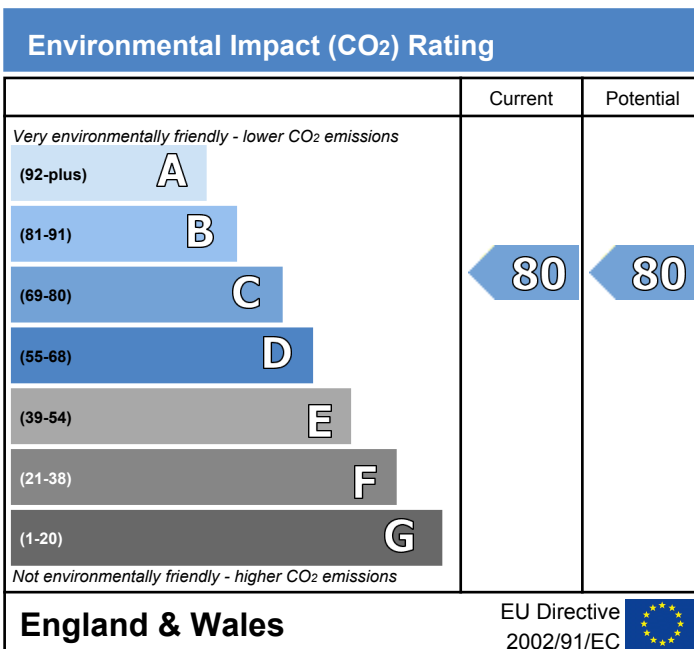 Environmental Impact (CO2) Rating
Current Potential
Very environmentally friendly - lower CO2 emissions
(92-plus) A
(81-91) B
(69-80) C
80 80
(55-68) D
(39-54) E
(21-38) F
(1-20) G
Not environmentally friendly - higher CO2 emissions
England & Wales
EU Directive
2002/91/EC